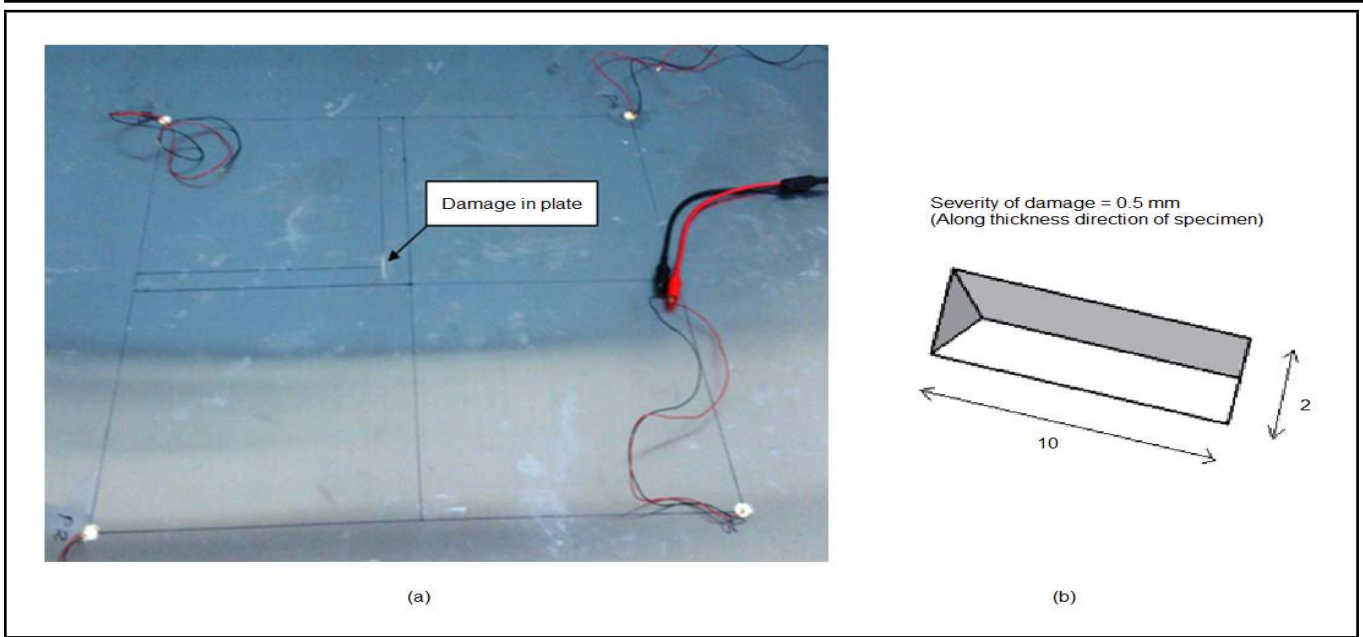 Damage in plate
Severity of damage = 0.5 mm
(Along thickness direction of specimen)
2
10
(a)
(b)